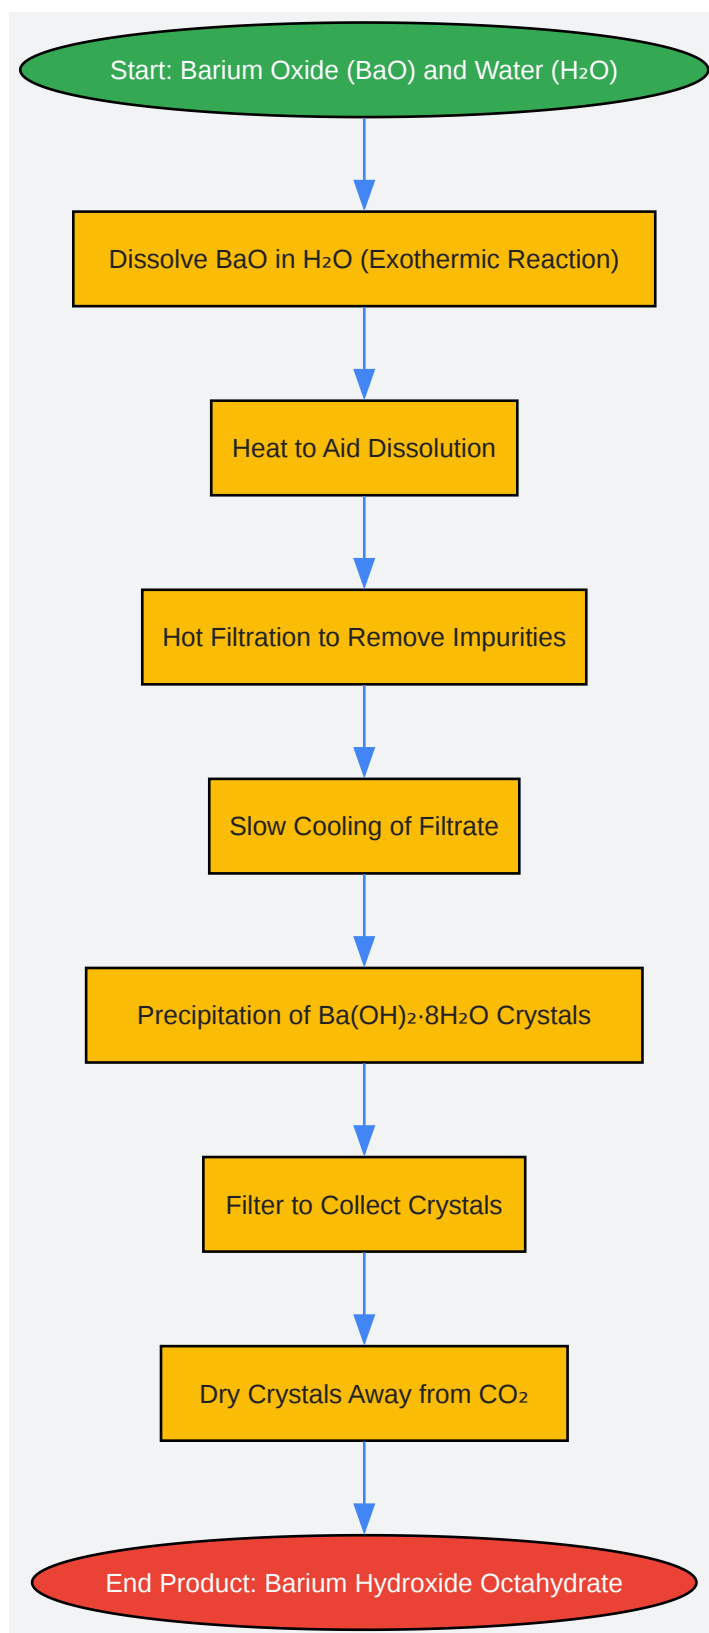 Start: Barium Oxide (BaO) and Water (H₂O)
Dissolve BaO in H₂O (Exothermic Reaction)
Heat to Aid Dissolution
Hot Filtration to Remove Impurities
Slow Cooling of Filtrate
Precipitation of Ba(OH)₂·8H₂O Crystals
Filter to Collect Crystals
Dry Crystals Away from CO₂
End Product: Barium Hydroxide Octahydrate